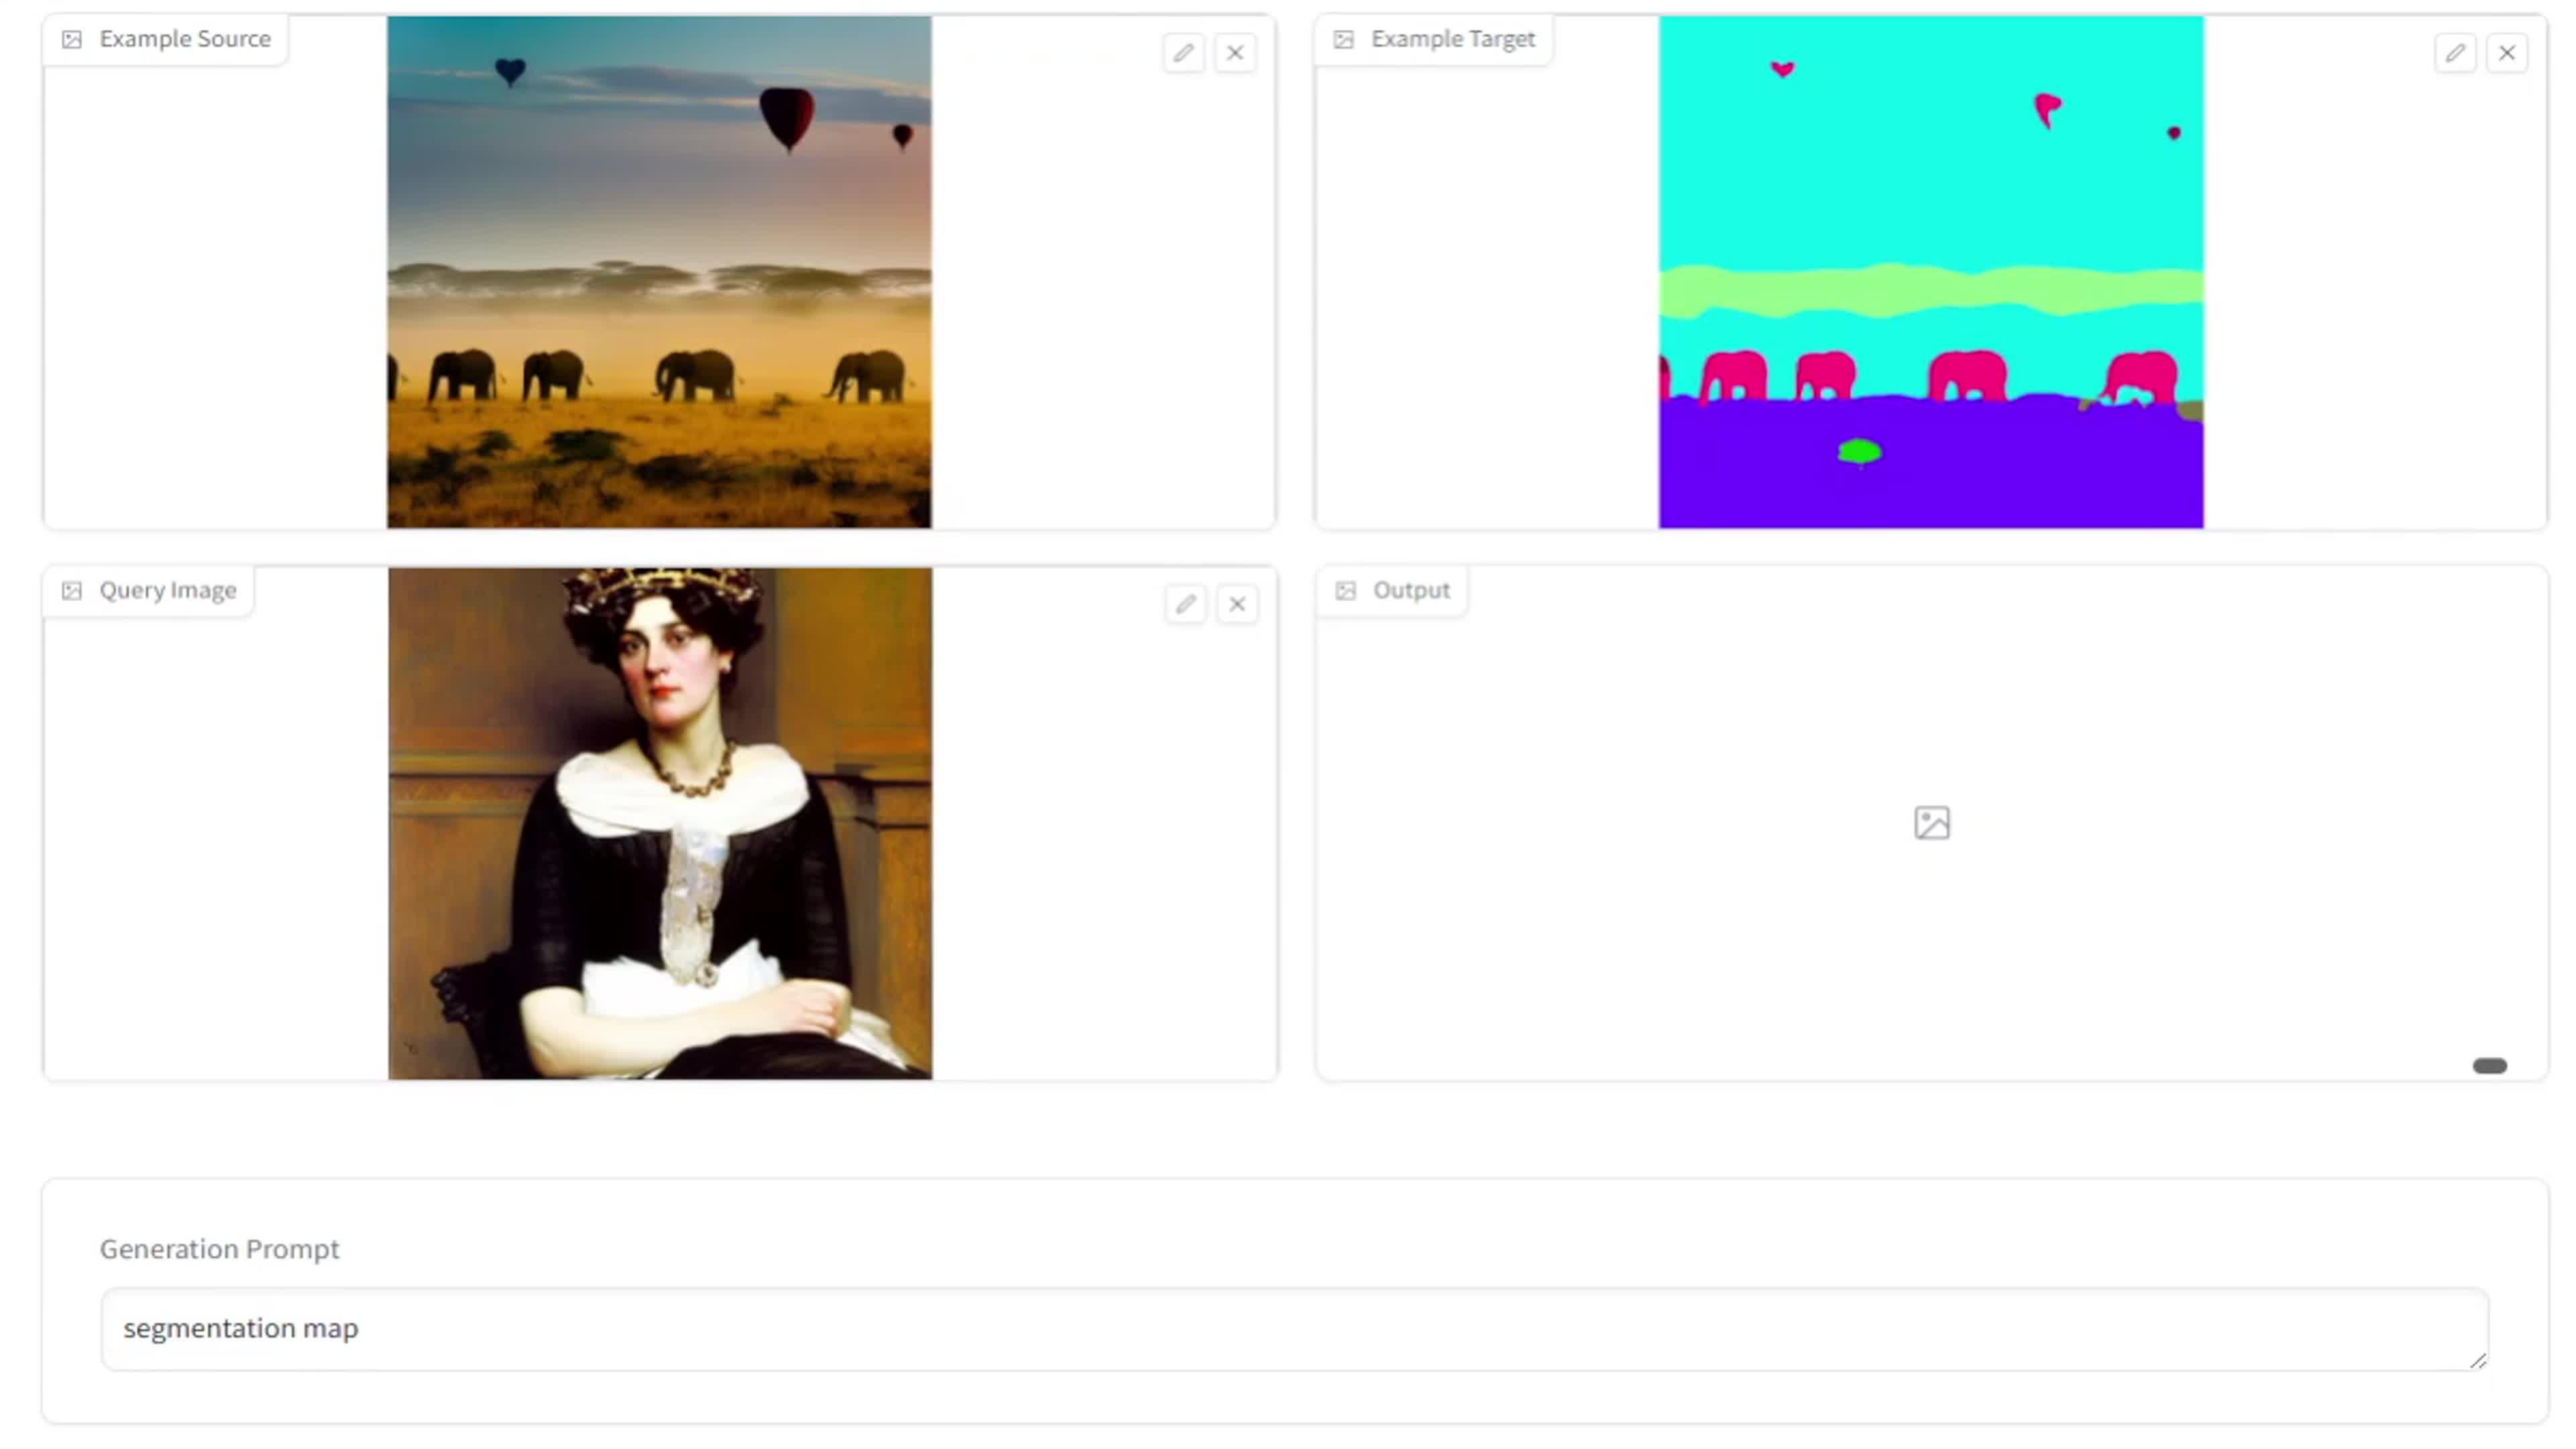 Example Source
Example Target
Query Image
Output
Generation Prompt
segmentation map